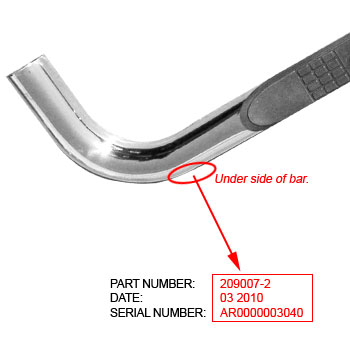 Under side of bar.
PART NUMBER: 209007-2
DATE: 03 2010
SERIAL NUMBER: AR0000003040